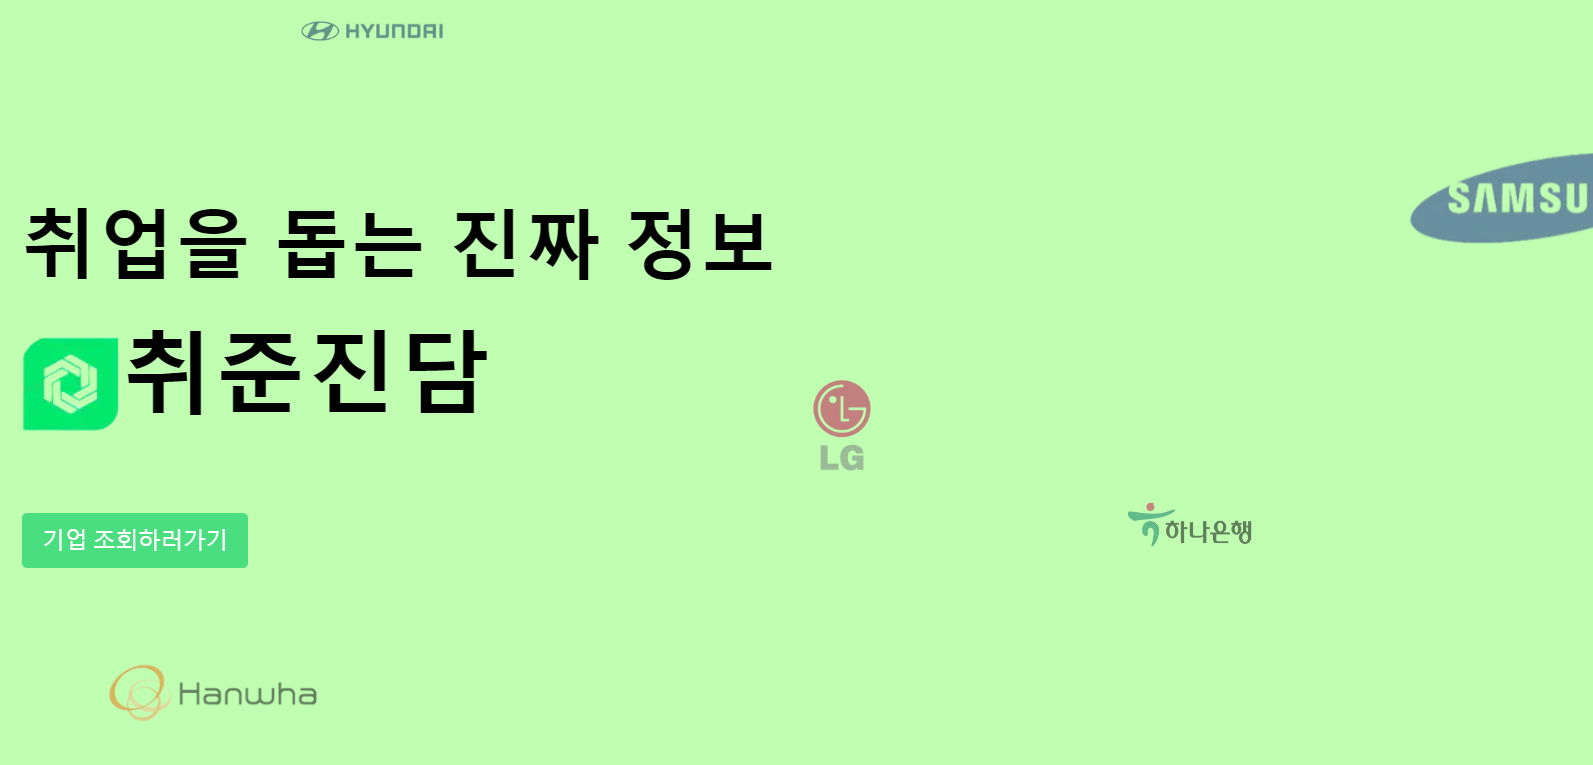 HYUNDAI
SAMSU
취업을 돕는 진짜 정보
취준진담
LG
기업 조회하러가기
하나은행
Hanwha